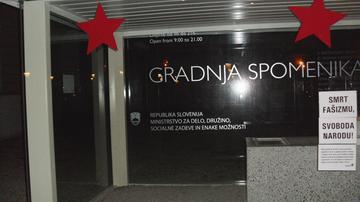 Open from 9:00 to 21.00
GRADNJA SPOMENIKA
REPUBLIKA SLOVENIJA
MINISTRSTVO ZA DELO, DRUŽINO,
SOCIALNE ZADEVE IN ENAKE MOŽNOSTI
SMRT
FAŠIZMU,
SVOBODA
NARODU!